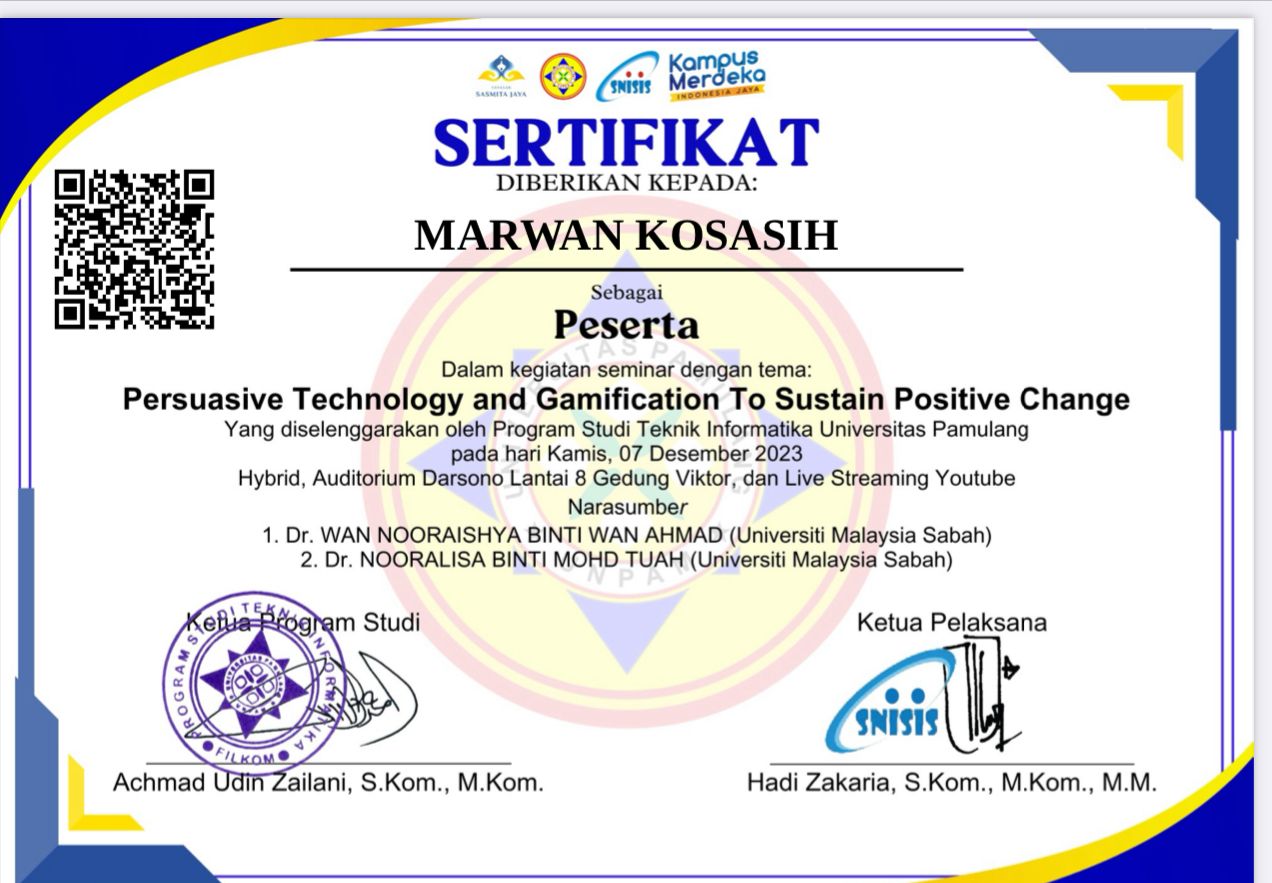 YAYASAN
SASMITA JAYA
SNISIS
Kampus
Merdeka
INDONESIA JAYA
SERTIFIKAT
DIBERIKAN KEPADA:
MARWAN KOSASIH
Sebagai
Peserta
Dalam kegiatan seminar dengan tema:
Persuasive Technology and Gamification To Sustain Positive Change
Yang diselenggarakan oleh Program Studi Teknik Informatika Universitas Pamulang
pada hari Kamis, 07 Desember 2023
Hybrid, Auditorium Darsono Lantai 8 Gedung Viktor, dan Live Streaming Youtube
Narasumber
1. Dr. WAN NOORAISHYA BINTI WAN AHMAD (Universiti Malaysia Sabah)
2. Dr. NOORALISA BINTI MOHD TUAH (Universiti Malaysia Sabah)
UNIVERSITAS PAMULANG
UNPAM
Ketua Program Studi
Ketua Pelaksana
PROGRAM STUDI TEKNIK INFORMATIKA
UNIVERSITAS PAMULANG
FILKOM
SNISIS
Achmad Udin Zailani, S.Kom., M.Kom.
Hadi Zakaria, S.Kom., M.Kom., M.M.